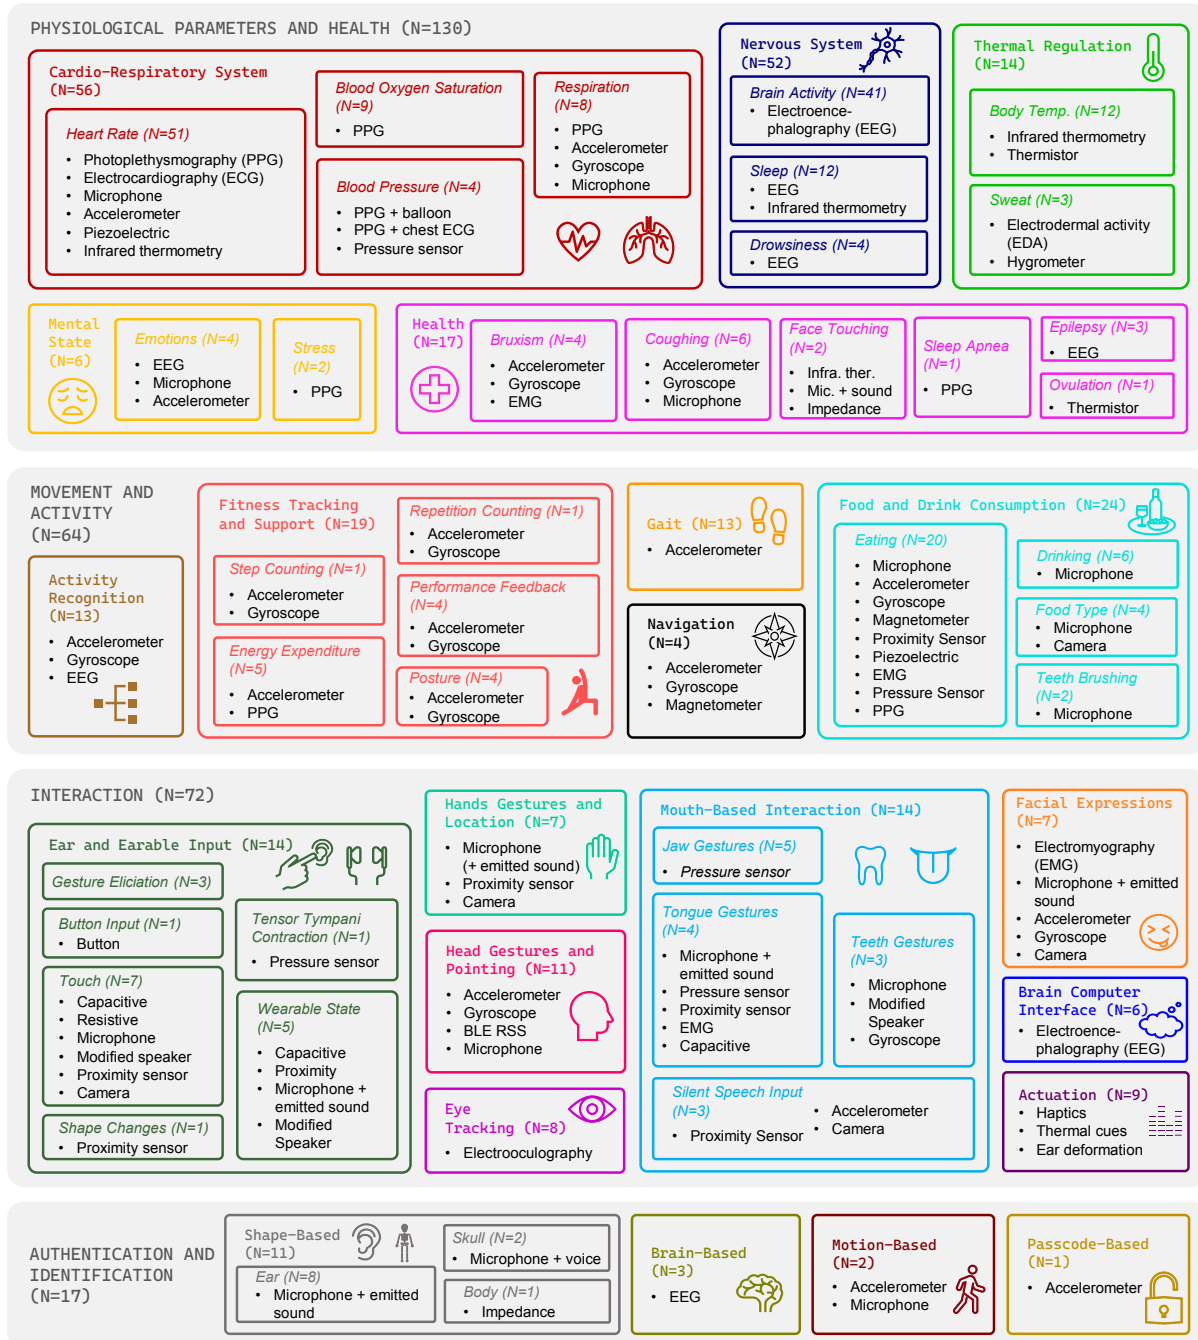 PHYSIOLOGICAL PARAMETERS AND HEALTH (N=130)
Cardio-Respiratory System
(N=56)
Heart Rate (N=51)
• Photoplethysmography (PPG)
• Electrocardiography (ECG)
• Microphone
• Accelerometer
• Piezoelectric
• Infrared thermometry
Blood Oxygen Saturation
(N=9)
• PPG
Blood Pressure (N=4)
• PPG + balloon
• PPG + chest ECG
• Pressure sensor
Respiration
(N=8)
• PPG
• Accelerometer
• Gyroscope
• Microphone
Nervous System
(N=52)
Brain Activity (N=41)
• Electroence-
phalography (EEG)
Sleep (N=12)
• EEG
• Infrared thermometry
Drowsiness (N=4)
• EEG
Thermal Regulation
(N=14)
Body Temp. (N=12)
• Infrared thermometry
• Thermistor
Sweat (N=3)
• Electrodermal activity
(EDA)
• Hygrometer
Mental
State
(N=6)
Emotions (N=4)
• EEG
• Microphone
• Accelerometer
Stress
(N=2)
• PPG
Health
(N=17)
Bruxism (N=4)
• Accelerometer
• Gyroscope
• EMG
Coughing (N=6)
• Accelerometer
• Gyroscope
• Microphone
Face Touching
(N=2)
• Infra. ther.
• Mic. + sound
• Impedance
Sleep Apnea
(N=1)
• PPG
Epilepsy (N=3)
• EEG
Ovulation (N=1)
• Thermistor
MOVEMENT AND
ACTIVITY
(N=64)
Activity
Recognition
(N=13)
• Accelerometer
• Gyroscope
• EEG
Fitness Tracking
and Support (N=19)
Step Counting (N=1)
• Accelerometer
• Gyroscope
Energy Expenditure
(N=5)
• Accelerometer
• PPG
Repetition Counting (N=1)
• Accelerometer
• Gyroscope
Performance Feedback
(N=4)
• Accelerometer
• Gyroscope
Posture (N=4)
• Accelerometer
• Gyroscope
Gait (N=13)
• Accelerometer
Navigation
(N=4)
• Accelerometer
• Gyroscope
• Magnetometer
Food and Drink Consumption (N=24)
Eating (N=20)
• Microphone
• Accelerometer
• Gyroscope
• Magnetometer
• Proximity Sensor
• Piezoelectric
• EMG
• Pressure Sensor
• PPG
Drinking (N=6)
• Microphone
Food Type (N=4)
• Microphone
• Camera
Teeth Brushing
(N=2)
• Microphone
INTERACTION (N=72)
Ear and Earable Input (N=14)
Gesture Eliciation (N=3)
Button Input (N=1)
• Button
Touch (N=7)
• Capacitive
• Resistive
• Microphone
• Modified speaker
• Proximity sensor
• Camera
Shape Changes (N=1)
• Proximity sensor
Tensor Tympani
Contraction (N=1)
• Pressure sensor
Wearable State
(N=5)
• Capacitive
• Proximity
• Microphone +
emitted sound
• Modified
Speaker
Hands Gestures and
Location (N=7)
• Microphone
(+ emitted sound)
• Proximity sensor
• Camera
Head Gestures and
Pointing (N=11)
• Accelerometer
• Gyroscope
• BLE RSS
• Microphone
Eye
Tracking (N=8)
• Electrooculography
Mouth-Based Interaction (N=14)
Jaw Gestures (N=5)
• Pressure sensor
Tongue Gestures
(N=4)
• Microphone +
emitted sound
• Pressure sensor
• Proximity sensor
• EMG
• Capacitive
Teeth Gestures
(N=3)
• Microphone
• Modified
Speaker
• Gyroscope
Silent Speech Input
(N=3)
• Proximity Sensor
• Accelerometer
• Camera
Facial Expressions
(N=7)
• Electromyography
(EMG)
• Microphone + emitted
sound
• Accelerometer
• Gyroscope
• Camera
Brain Computer
Interface (N=6)
• Electroence-
phalography (EEG)
Actuation (N=9)
• Haptics
• Thermal cues
• Ear deformation
AUTHENTICATION AND
IDENTIFICATION
(N=17)
Shape-Based
(N=11)
Ear (N=8)
• Microphone + emitted
sound
Skull (N=2)
• Microphone + voice
Body (N=1)
• Impedance
Brain-Based
(N=3)
• EEG
Motion-Based
(N=2)
• Accelerometer
• Microphone
Passcode-Based
(N=1)
• Accelerometer